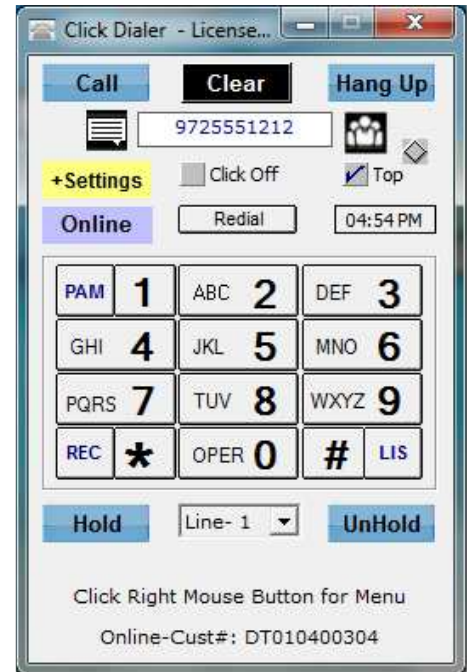 Click Dialer - License...
Call Clear Hang Up
9725551212
+Settings Click Off Top
Online Redial 04:54 PM
PAM 1 ABC 2 DEF 3
GHI 4 JKL 5 MNO 6
PQRS 7 TUV 8 WXYZ 9
REC * OPER 0 # LIS
Hold Line- 1 UnHold
Click Right Mouse Button for Menu
Online-Cust#: DT010400304